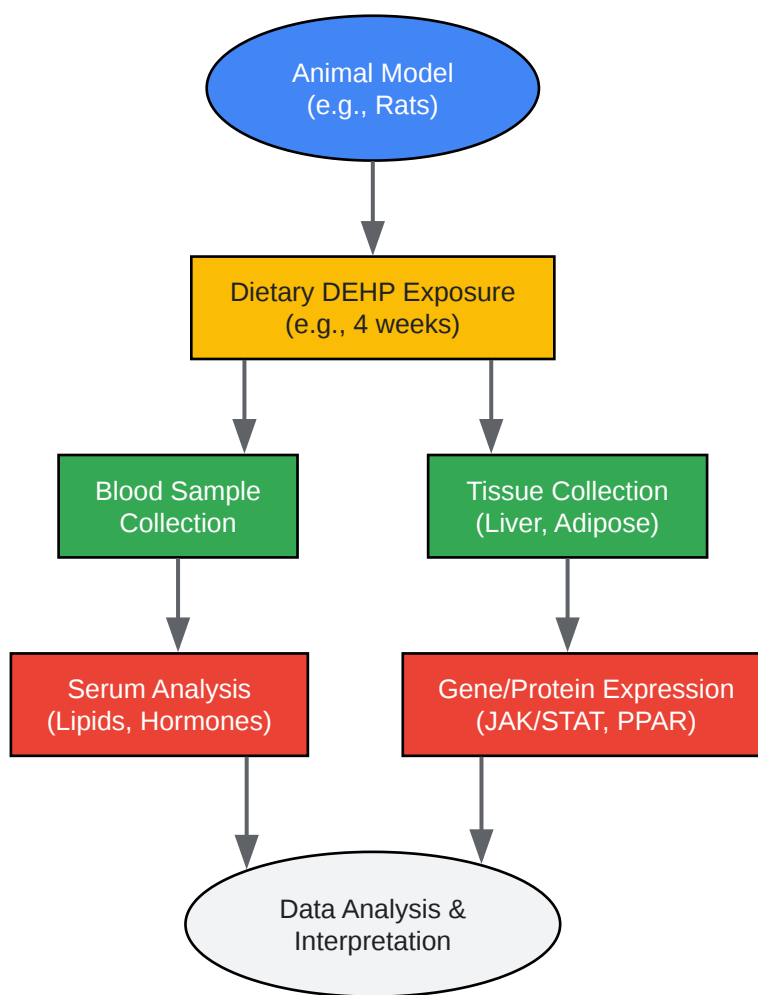 Animal Model
(e.g., Rats)
Dietary DEHP Exposure
(e.g., 4 weeks)
Blood Sample
Collection
Tissue Collection
(Liver, Adipose)
Serum Analysis
(Lipids, Hormones)
Gene/Protein Expression
(JAK/STAT, PPAR)
Data Analysis &
Interpretation